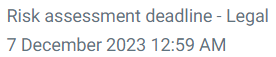 Risk assessment deadline - Legal
7 December 2023 12:59 AM